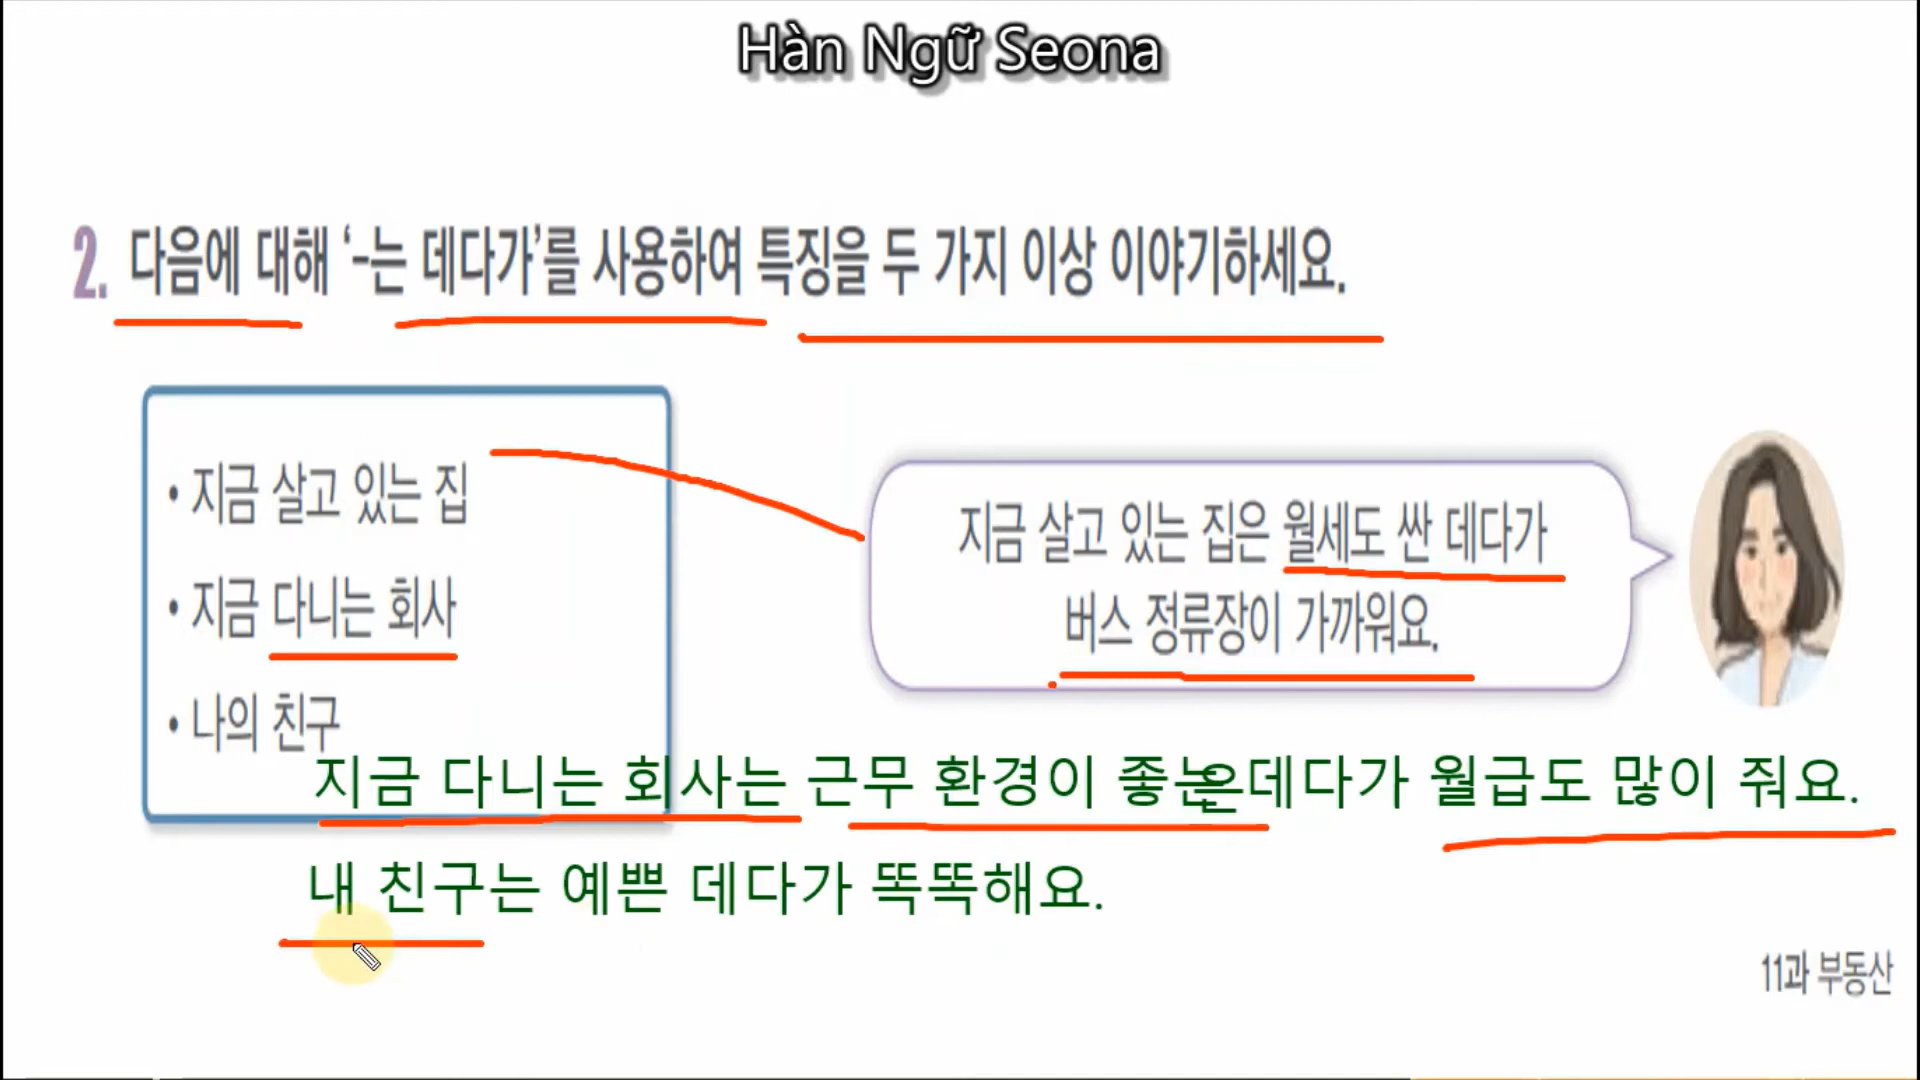 Hàn Ngữ Seona
2. 다음에 대해 ‘-는 데다가’를 사용하여 특징을 두 가지 이상 이야기하세요.
• 지금 살고 있는 집
• 지금 다니는 회사
• 나의 친구
지금 살고 있는 집은 월세도 싼 데다가
버스 정류장이 가까워요.
지금 다니는 회사는 근무 환경이 좋는은데다가 월급도 많이 줘요.
내 친구는 예쁜 데다가 똑똑해요.
11과 부동산